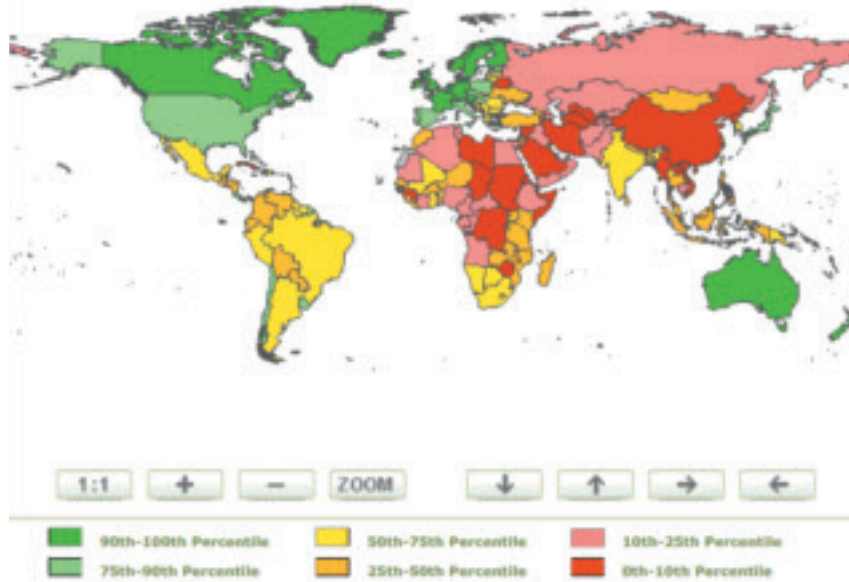 1:1 + − ZOOM ↓ ↑ → ←
90th-100th Percentile 50th-75th Percentile 10th-25th Percentile
75th-90th Percentile 25th-50th Percentile 0th-10th Percentile